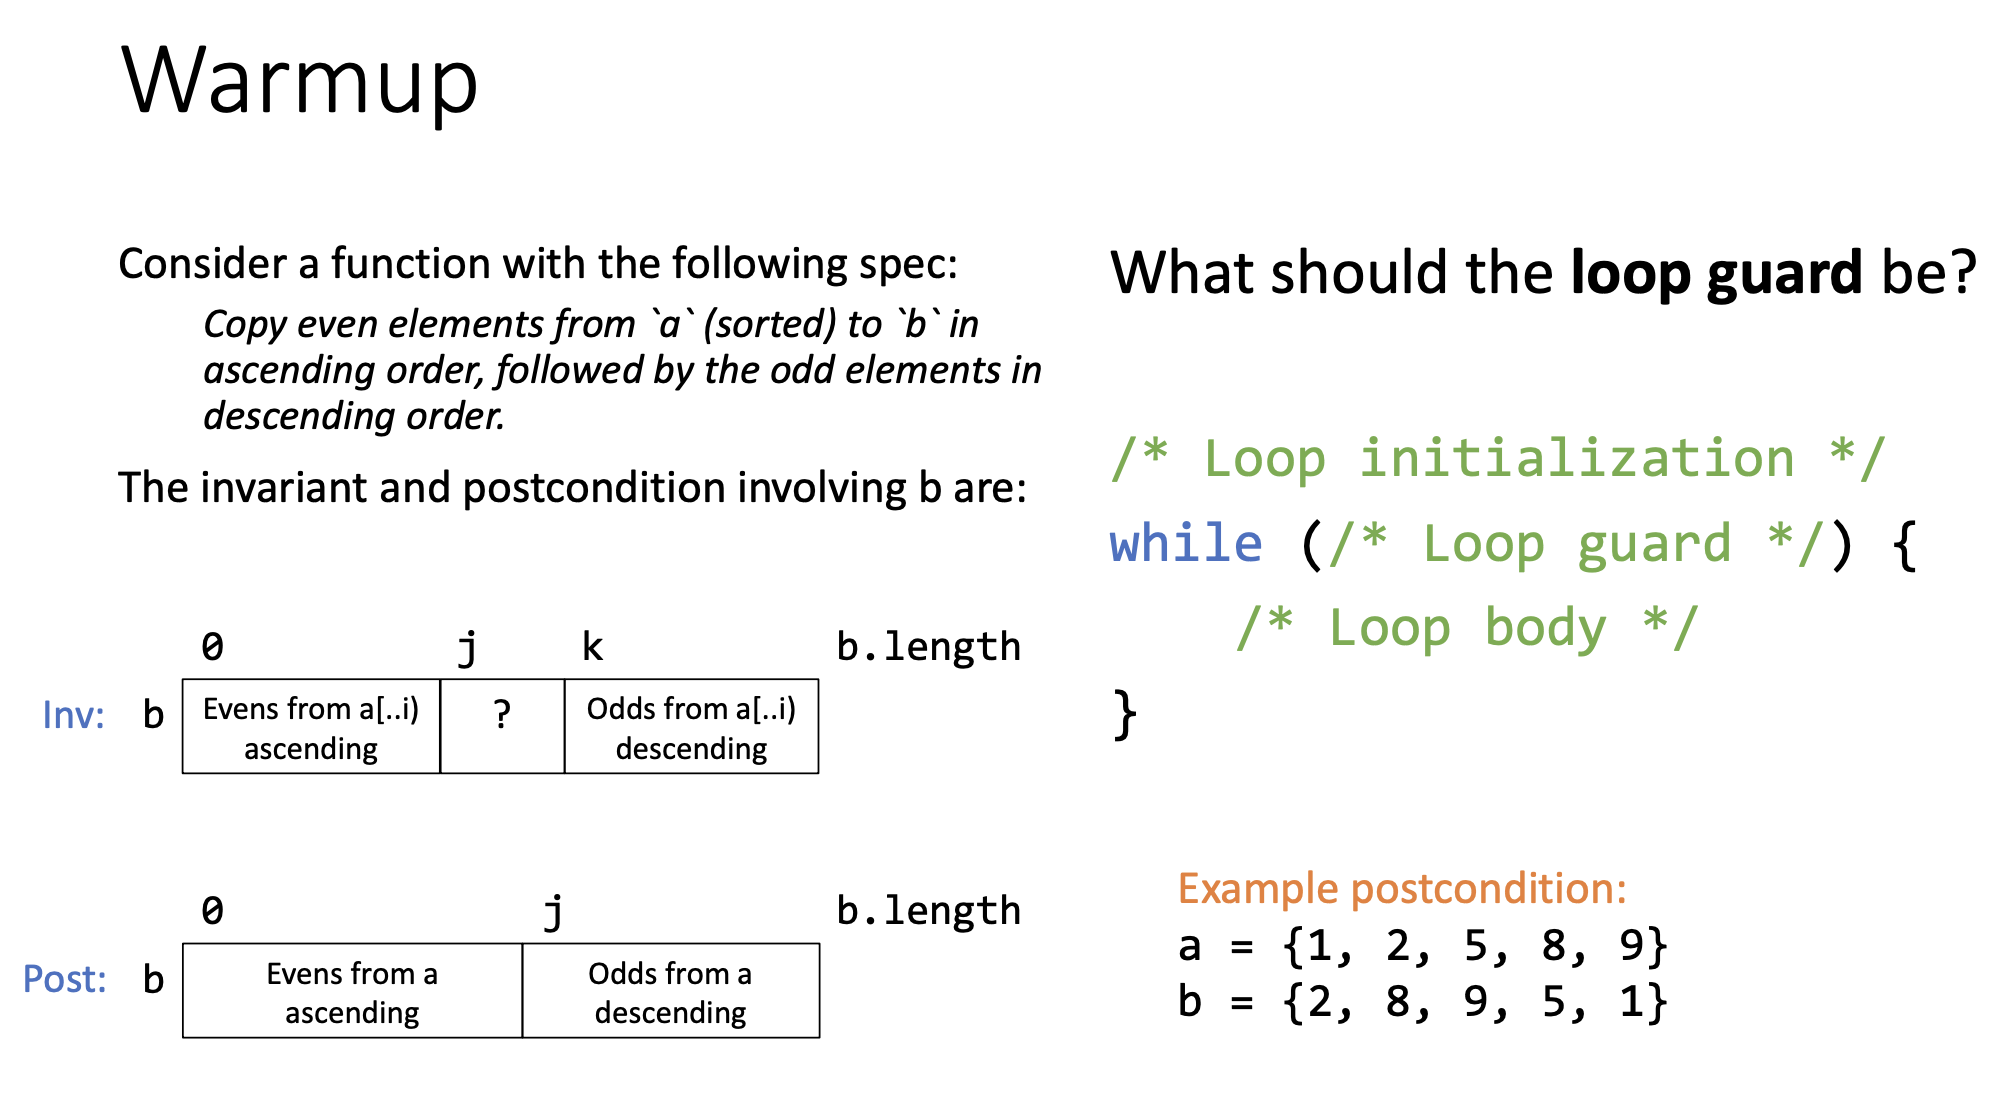 Warmup
Consider a function with the following spec:
Copy even elements from `a` (sorted) to `b` in
ascending order, followed by the odd elements in
descending order.
The invariant and postcondition involving b are:
0 j k b.length
Inv: b Evens from a[..i) ? Odds from a[..i)
ascending descending
0 j b.length
Post: b Evens from a Odds from a
ascending descending
What should the loop guard be?
/* Loop initialization */
while (/* Loop guard */) {
/* Loop body */
}
Example postcondition:
a = {1, 2, 5, 8, 9}
b = {2, 8, 9, 5, 1}